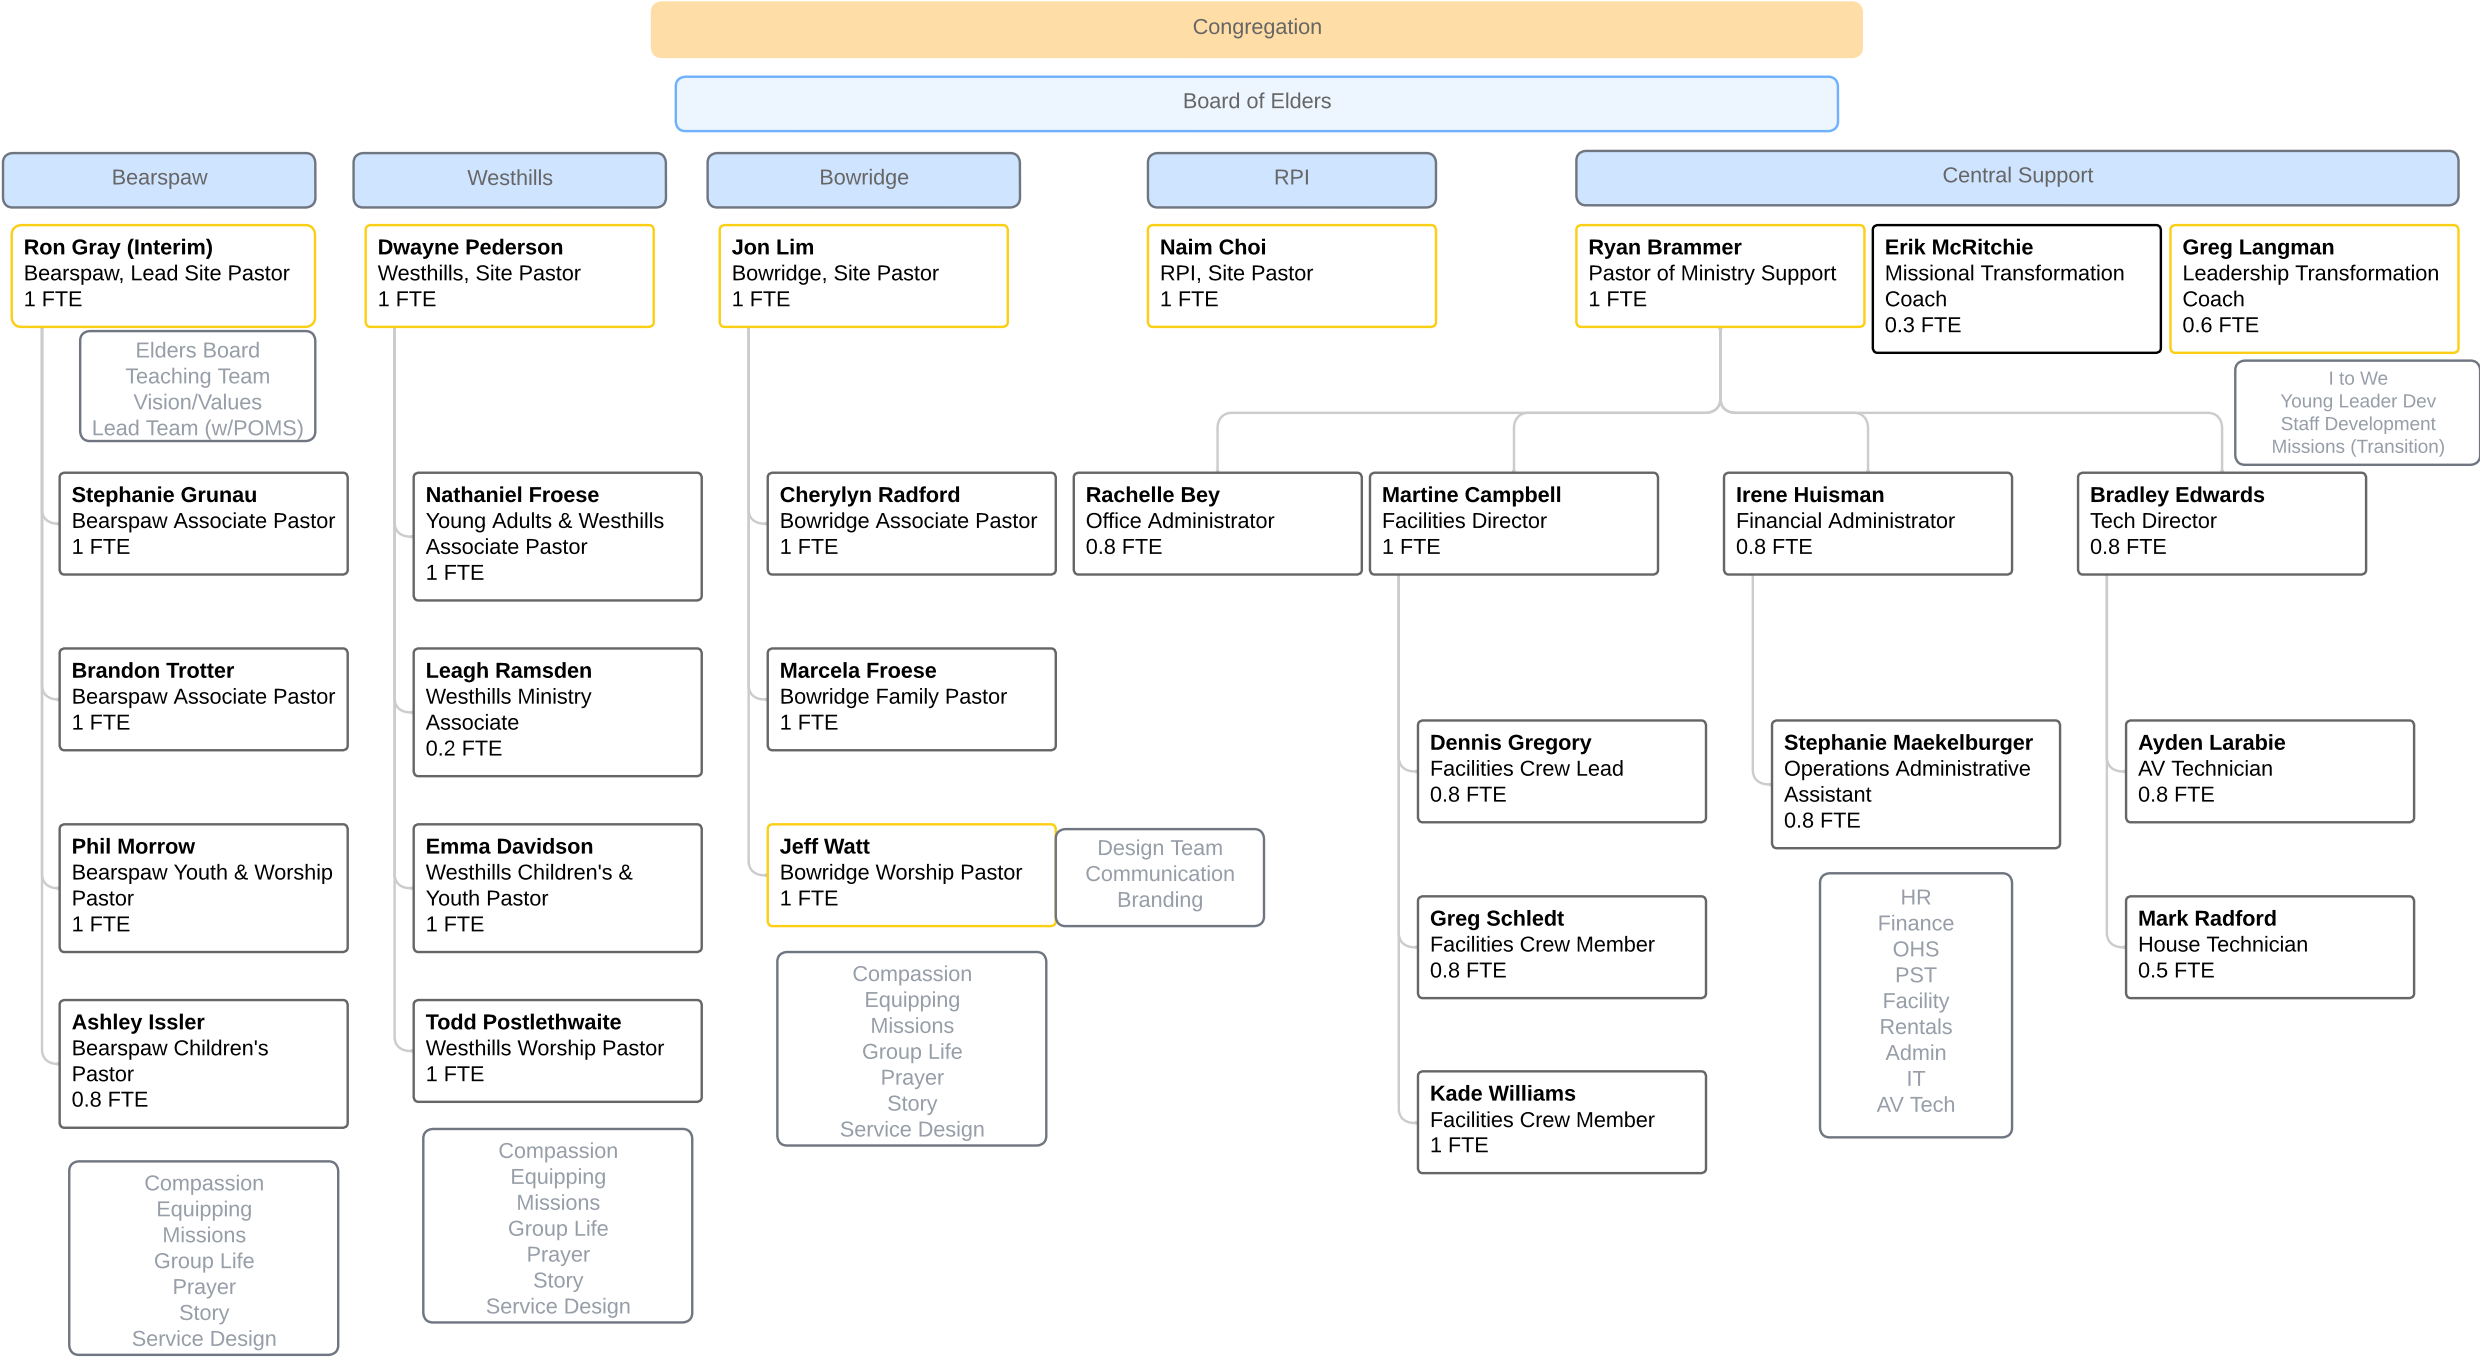 Congregation
Board of Elders
Bearspaw
Westhills
Bowridge
RPI
Central Support
Ron Gray (Interim)
Bearspaw, Lead Site Pastor
1 FTE
Dwayne Pederson
Westhills, Site Pastor
1 FTE
Jon Lim
Bowridge, Site Pastor
1 FTE
Naim Choi
RPI, Site Pastor
1 FTE
Ryan Brammer
Pastor of Ministry Support
1 FTE
Erik McRitchie
Missional Transformation
Coach
0.3 FTE
Greg Langman
Leadership Transformation
Coach
0.6 FTE
Elders Board
Teaching Team
Vision/Values
Lead Team (w/POMS)
I to We
Young Leader Dev
Staff Development
Missions (Transition)
Stephanie Grunau
Bearspaw Associate Pastor
1 FTE
Nathaniel Froese
Young Adults & Westhills
Associate Pastor
1 FTE
Cherylyn Radford
Bowridge Associate Pastor
1 FTE
Rachelle Bey
Office Administrator
0.8 FTE
Martine Campbell
Facilities Director
1 FTE
Irene Huisman
Financial Administrator
0.8 FTE
Bradley Edwards
Tech Director
0.8 FTE
Brandon Trotter
Bearspaw Associate Pastor
1 FTE
Leagh Ramsden
Westhills Ministry
Associate
0.2 FTE
Marcela Froese
Bowridge Family Pastor
1 FTE
Dennis Gregory
Facilities Crew Lead
0.8 FTE
Stephanie Maekelburger
Operations Administrative
Assistant
0.8 FTE
Ayden Larabie
AV Technician
0.8 FTE
Phil Morrow
Bearspaw Youth & Worship
Pastor
1 FTE
Emma Davidson
Westhills Children's &
Youth Pastor
1 FTE
Jeff Watt
Bowridge Worship Pastor
1 FTE
Design Team
Communication
Branding
Greg Schledt
Facilities Crew Member
0.8 FTE
HR
Finance
OHS
PST
Facility
Rentals
Admin
IT
AV Tech
Mark Radford
House Technician
0.5 FTE
Ashley Issler
Bearspaw Children's
Pastor
0.8 FTE
Todd Postlethwaite
Westhills Worship Pastor
1 FTE
Compassion
Equipping
Missions
Group Life
Prayer
Story
Service Design
Kade Williams
Facilities Crew Member
1 FTE
Compassion
Equipping
Missions
Group Life
Prayer
Story
Service Design
Compassion
Equipping
Missions
Group Life
Prayer
Story
Service Design